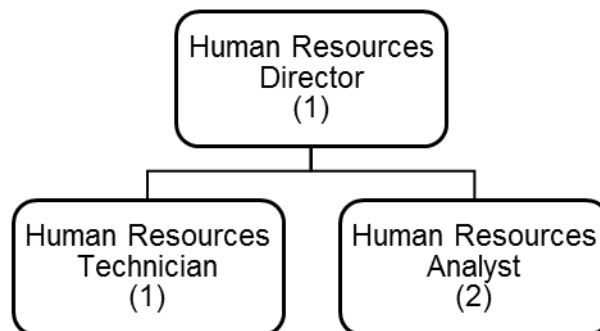 Human Resources
Director
(1)
Human Resources
Technician
(1)
Human Resources
Analyst
(2)